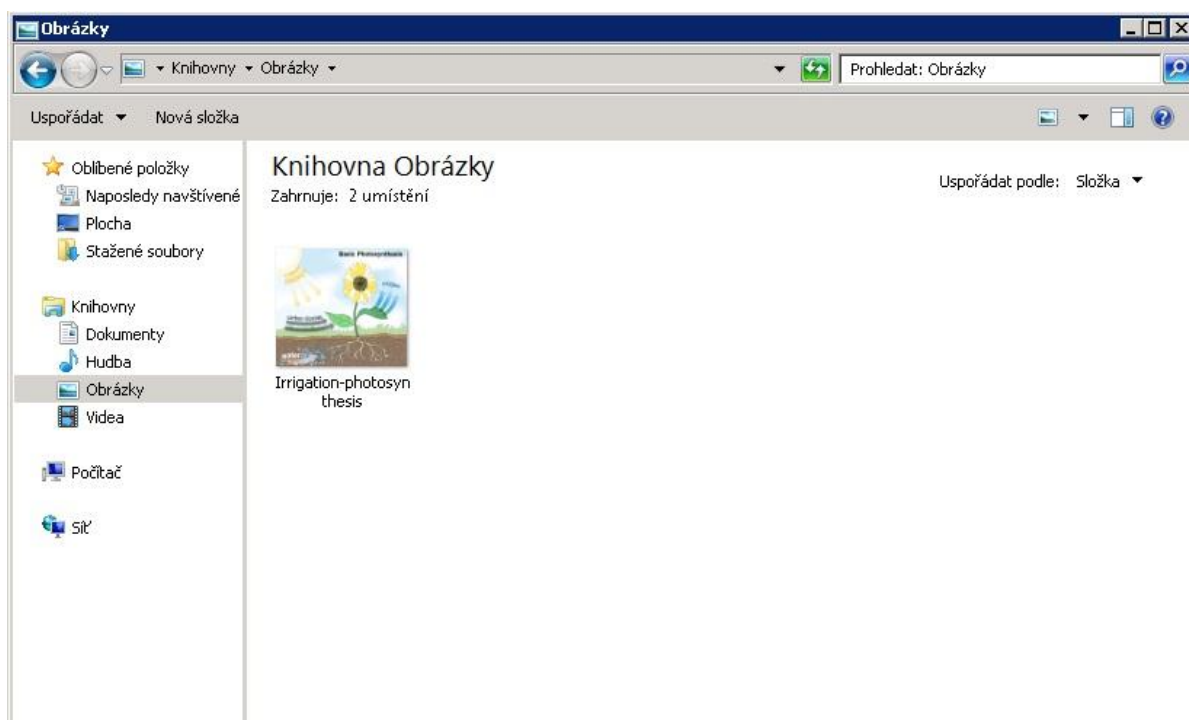 Obrázky
Knihovny Obrázky
Prohledat: Obrázky
Uspořádat Nová složka
Oblíbené položky
Naposledy navštívené
Plocha
Stažené soubory
Knihovny
Dokumenty
Hudba
Obrázky
Videa
Počítač
Síť
Knihovna Obrázky
Zahrnuje: 2 umístění
Uspořádat podle: Složka
Basic Photosynthesis
Irrigation-photosyn
thesis